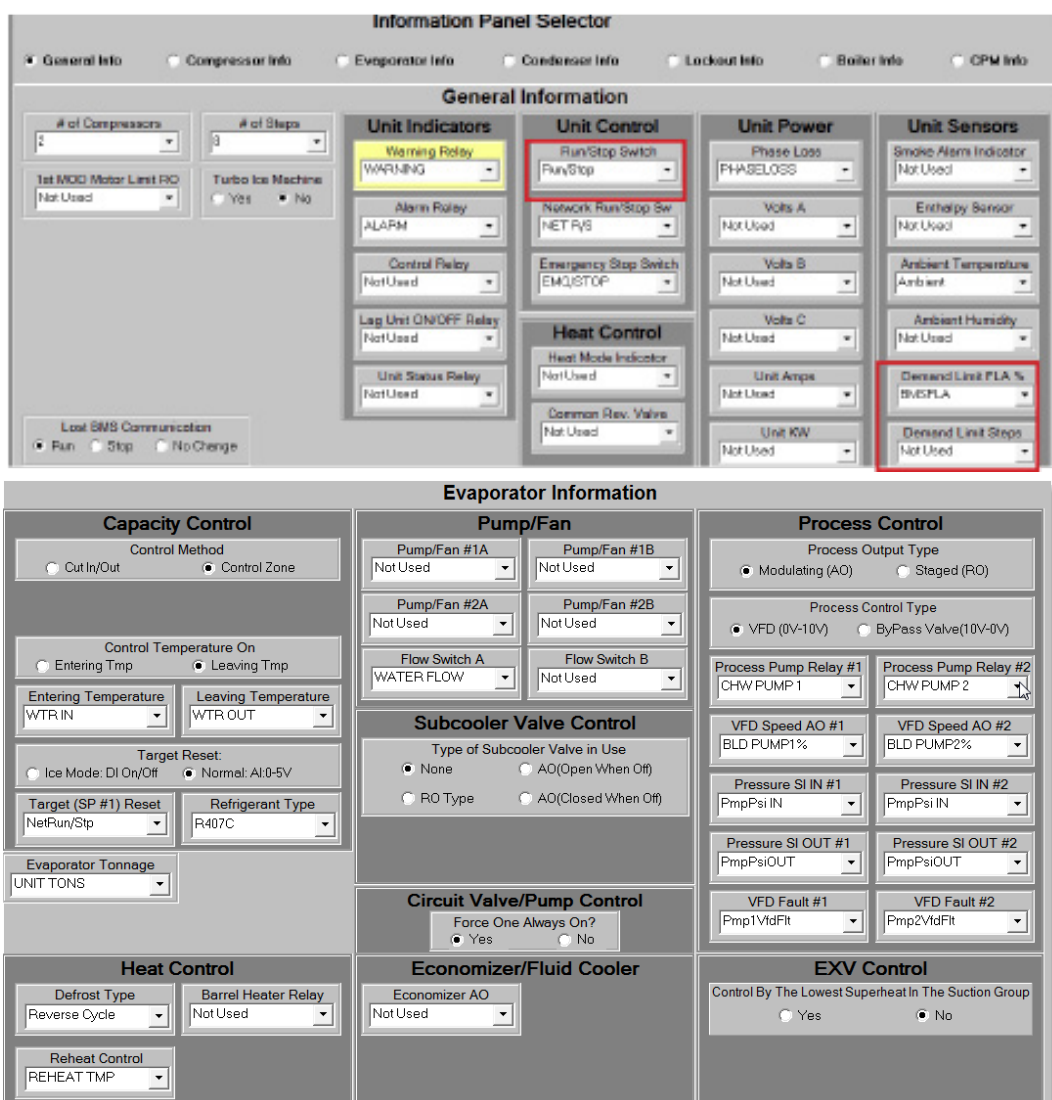 Information Panel Selector
General Info Compressor Info Evaporator Info Condenser Info Lockout Info Boiler Info CPM Info
General Information
# of Compressors # of Steps Unit Indicators Unit Control Unit Power Unit Sensors
2 8 Warning Relay Run/Stop Switch Phase Loss Smoke Alarm Indicator
WARNING Run/Stop PHASELOSS Not Used
1st MOD Motor Limit RO Turbo Ice Machine
Not Used Yes No
Alarm Relay Network Run/Stop Sw Volts A Enthalpy Sensor
ALARM NET R/S Not Used Not Used
Control Relay Emergency Stop Switch Volts B Ambient Temperature
Not Used EMG/STOP Not Used Ambient
Lag Unit ON/OFF Relay Heat Control Volts C Ambient Humidity
Not Used Not Used Not Used
Heat Mode Indicator
Unit Status Relay Not Used Unit Amps Demand Limit FLA %
Not Used Not Used BMSFLA
Common Rev. Valve
Lost BMS Communication Not Used Unit KW Demand Limit Steps
Run Stop No Change Not Used Not Used
Evaporator Information
Capacity Control Pump/Fan Process Control
Control Method Pump/Fan #1A Pump/Fan #1B Process Output Type
Cut In/Out Control Zone Not Used Not Used Modulating (AO) Staged (RO)
Pump/Fan #2A Pump/Fan #2B Process Control Type
Not Used Not Used VFD (0V-10V) ByPass Valve(10V-0V)
Control Temperature On Flow Switch A Flow Switch B Process Pump Relay #1 Process Pump Relay #2
Entering Tmp Leaving Tmp WATER FLOW Not Used CHW PUMP 1 CHW PUMP 2
Entering Temperature Leaving Temperature
WTR IN WTR OUT
Subcooler Valve Control VFD Speed AO #1 VFD Speed AO #2
Target Reset: Type of Subcooler Valve in Use BLD PUMP1% BLD PUMP2%
Ice Mode: DI On/Off Normal: AI:0-5V None AO(Open When Off)
Pressure SI IN #1 Pressure SI IN #2
Target (SP #1) Reset Refrigerant Type RO Type AO(Closed When Off) PmpPsi IN PmpPsi IN
NetRun/Stp R407C
Pressure SI OUT #1 Pressure SI OUT #2
Evaporator Tonnage PmpPsiOUT PmpPsiOUT
UNIT TONS
Circuit Valve/Pump Control VFD Fault #1 VFD Fault #2
Force One Always On? Pmp1VfdFlt Pmp2VfdFlt
Yes No
Heat Control Economizer/Fluid Cooler EXV Control
Defrost Type Barrel Heater Relay Economizer AO Control By The Lowest Superheat In The Suction Group
Reverse Cycle Not Used Not Used Yes No
Reheat Control
REHEAT TMP